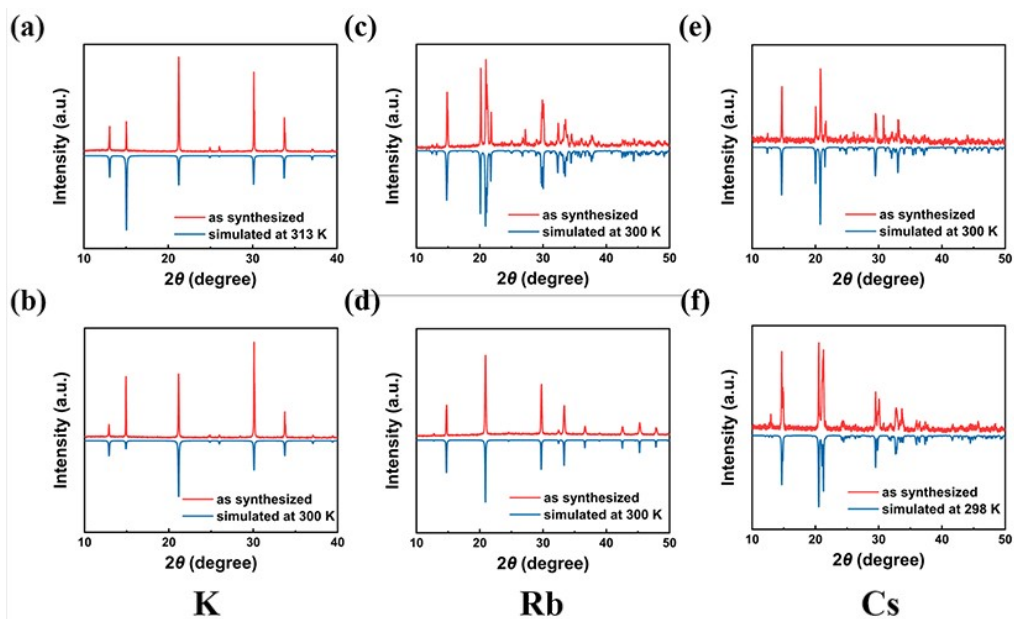 (a) (c) (e)
Intensity (a.u.) Intensity (a.u.) Intensity (a.u.)
as synthesized
simulated at 313 K
as synthesized
simulated at 300 K
as synthesized
simulated at 300 K
10 20 30 40 10 20 30 40 50 10 20 30 40 50
2θ (degree) 2θ (degree) 2θ (degree)
(b) (d) (f)
Intensity (a.u.) Intensity (a.u.) Intensity (a.u.)
as synthesized
simulated at 300 K
as synthesized
simulated at 300 K
as synthesized
simulated at 298 K
10 20 30 40 10 20 30 40 50 10 20 30 40 50
2θ (degree) 2θ (degree) 2θ (degree)
K Rb Cs